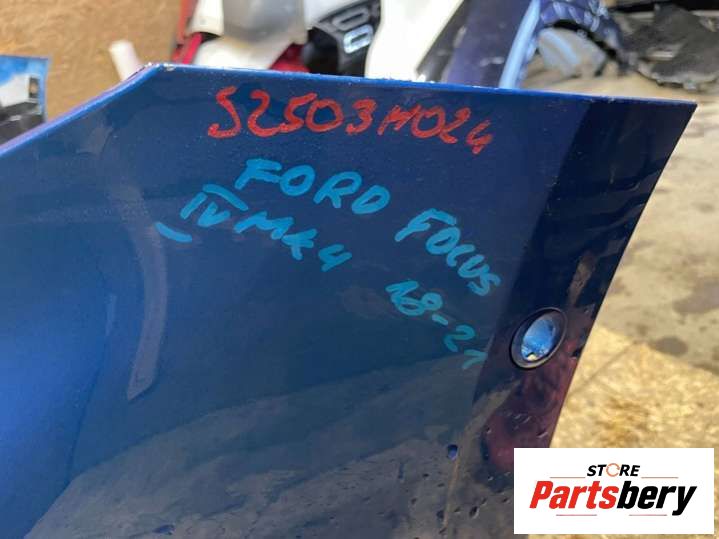 S2503M024
FORD FOCUS
IV MK4 18-21
STORE
Partsbery